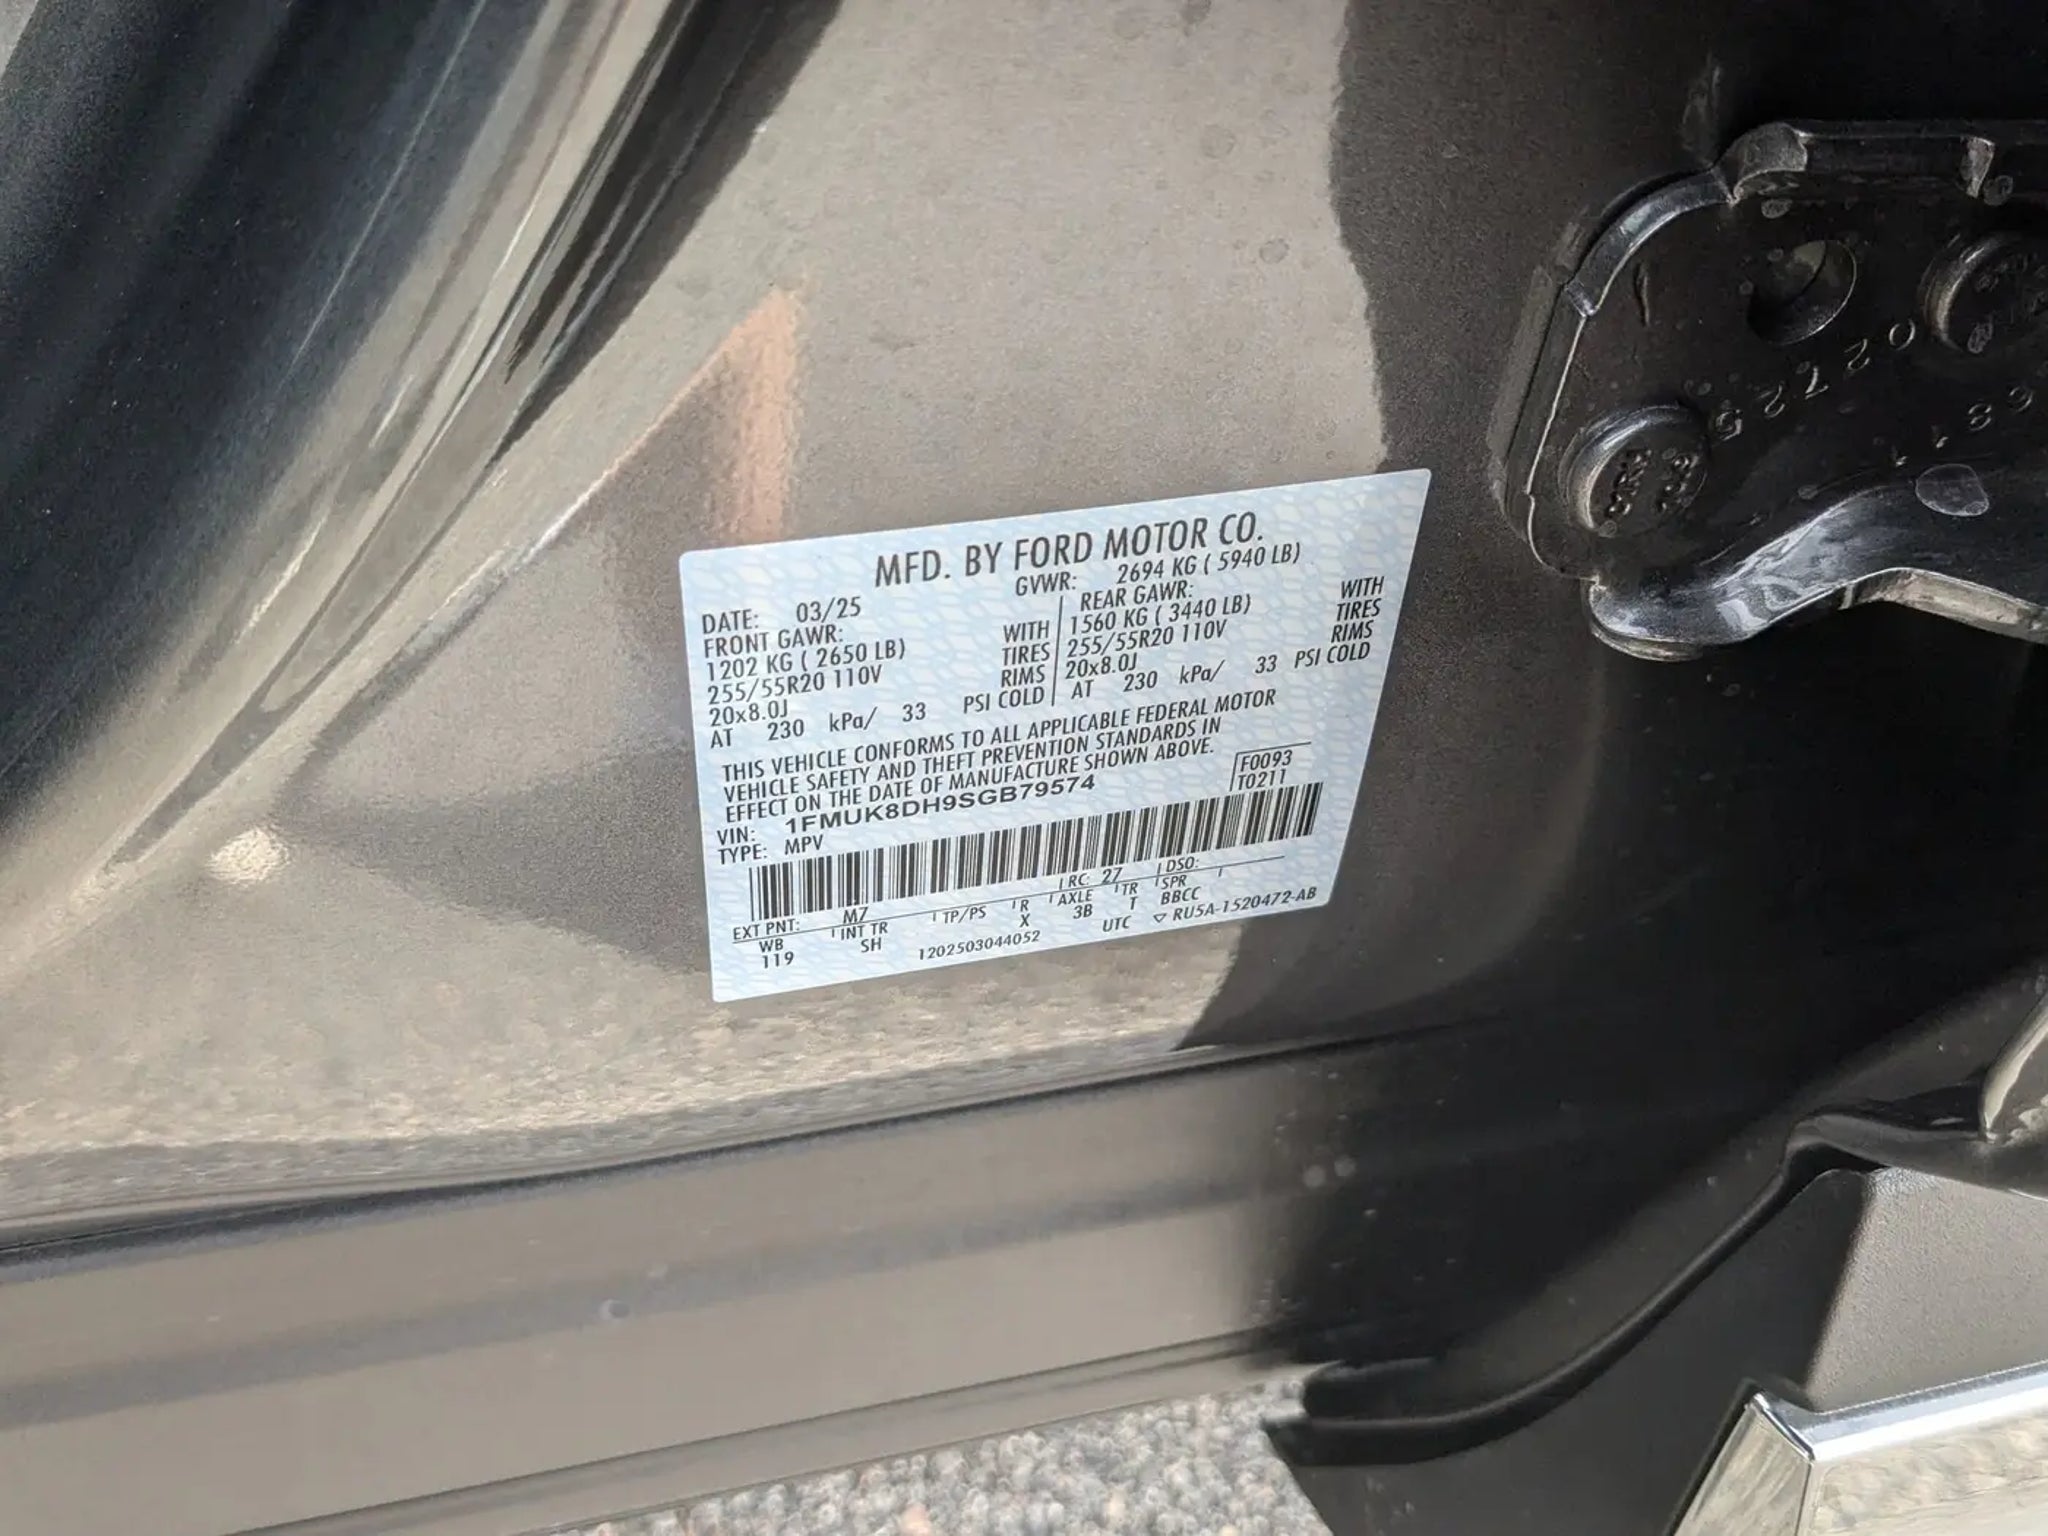 MFD. BY FORD MOTOR CO.
DATE: 03/25 GVWR: 2694 KG ( 5940 LB)
FRONT GAWR: REAR GAWR:
1202 KG ( 2650 LB) WITH 1560 KG ( 3440 LB) WITH
255/55R20 110V TIRES 255/55R20 110V TIRES
20x8.0J RIMS 20x8.0J RIMS
AT 230 kPa/ 33 PSI COLD AT 230 kPa/ 33 PSI COLD
THIS VEHICLE CONFORMS TO ALL APPLICABLE FEDERAL MOTOR
VEHICLE SAFETY AND THEFT PREVENTION STANDARDS IN
EFFECT ON THE DATE OF MANUFACTURE SHOWN ABOVE.
F0093
VIN: 1FMUK8DH9SGB79574 T0211
TYPE: MPV
EXT PNT: M7 RC: 27 DSO:
WB INT TR TP/PS R AXLE TR SPR
119 SH X 3B T BBCC
1202503044052 UTC ▽ RU5A-1520472-AB
02725